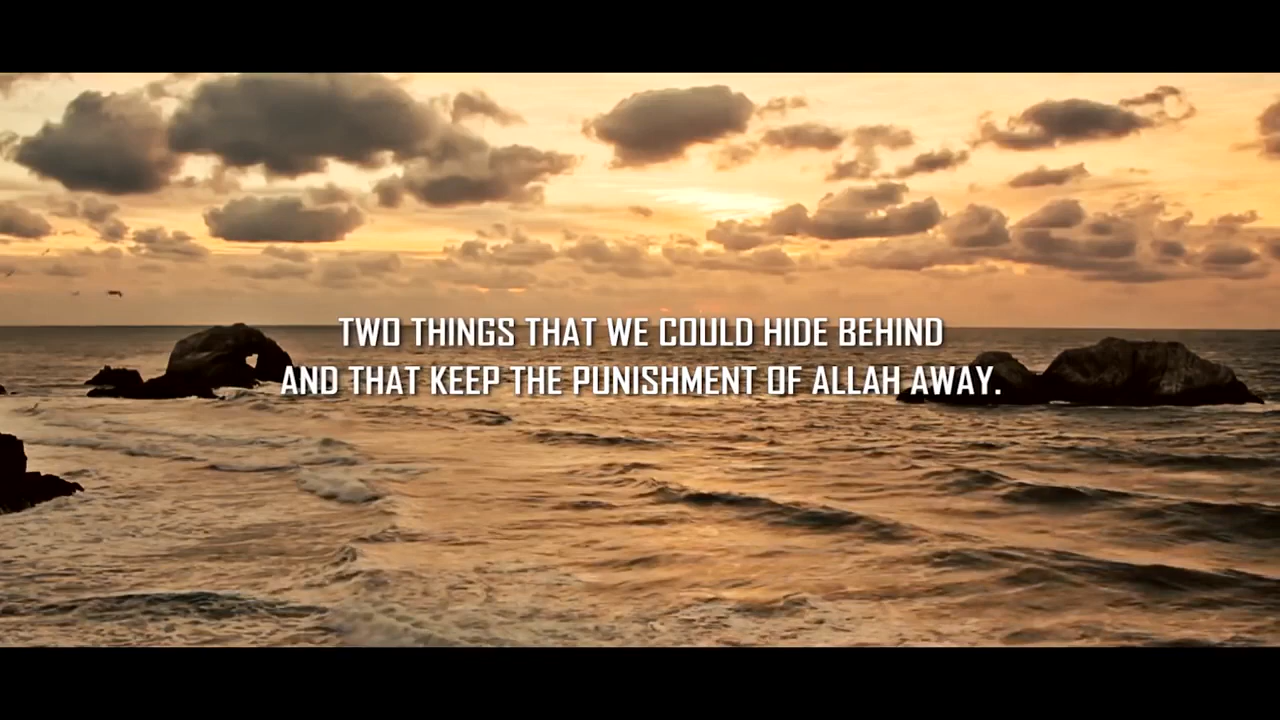 TWO THINGS THAT WE COULD HIDE BEHIND
AND THAT KEEP THE PUNISHMENT OF ALLAH AWAY.